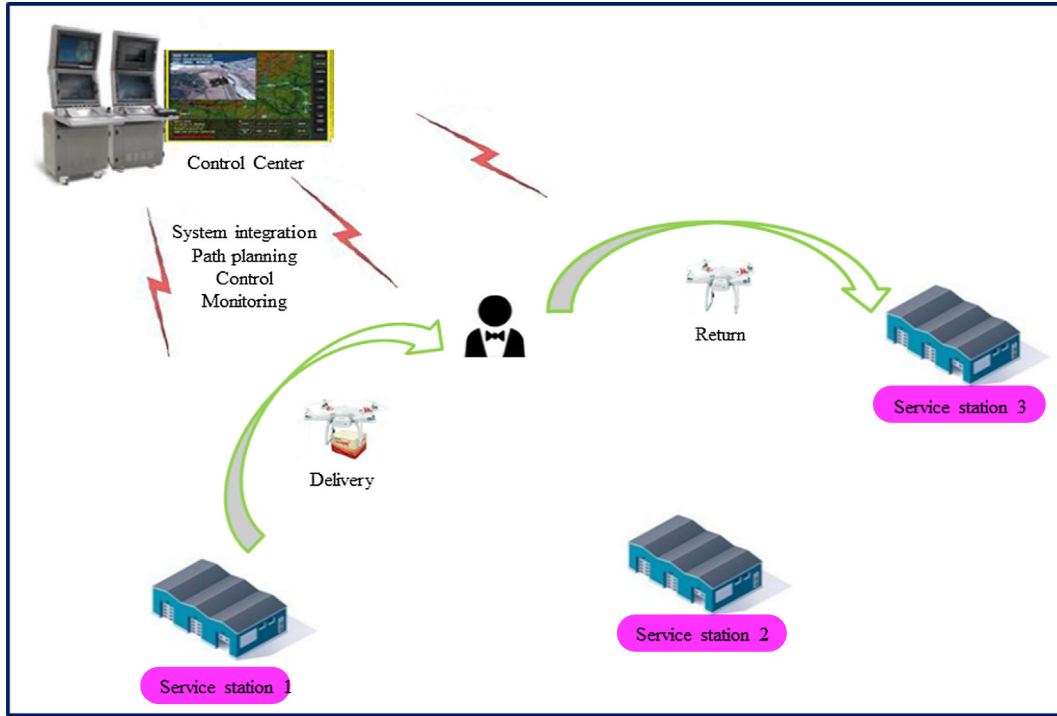 Control Center
System integration
Path planning
Control
Monitoring
Return
Service station 3
Delivery
Service station 2
Service station 1